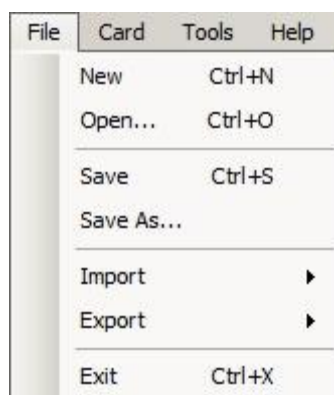 File Card Tools Help
New Ctrl+N
Open... Ctrl+O
Save Ctrl+S
Save As...
Import
Export
Exit Ctrl+X